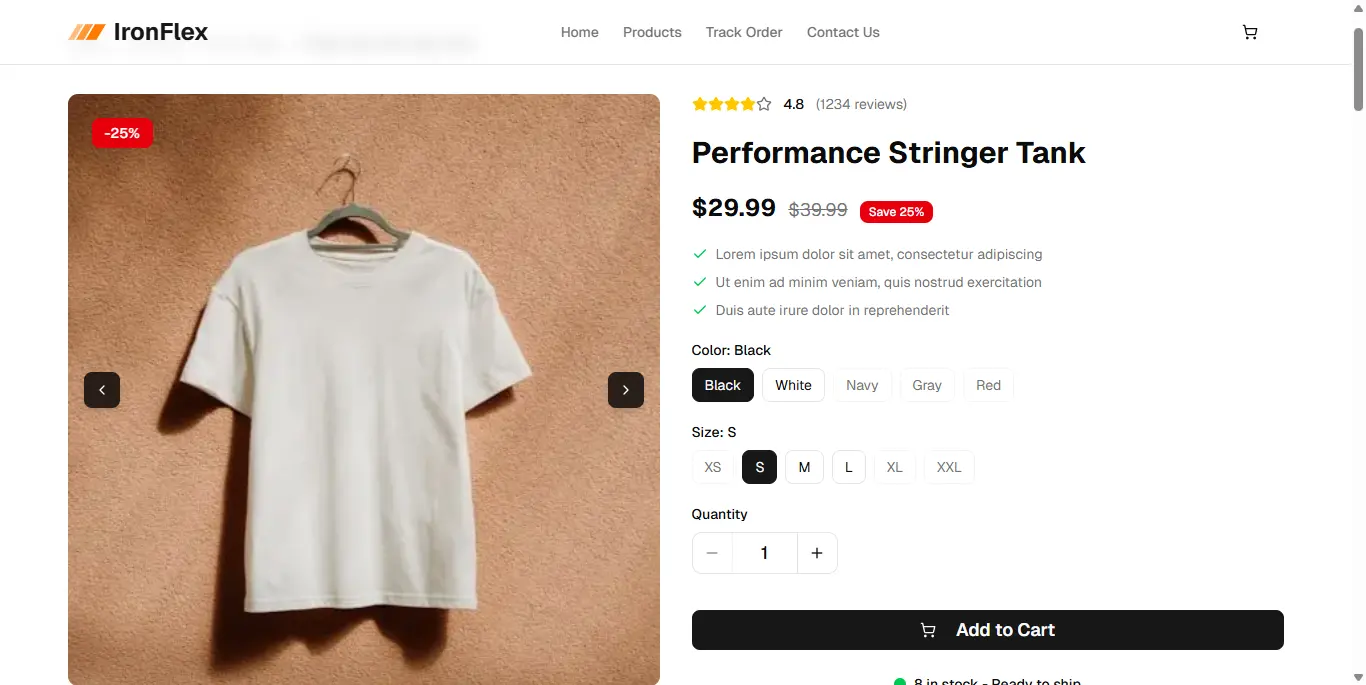 IronFlex
Home Products Track Order Contact Us
-25%
4.8 (1234 reviews)
Performance Stringer Tank
$29.99 $39.99 Save 25%
Lorem ipsum dolor sit amet, consectetur adipiscing
Ut enim ad minim veniam, quis nostrud exercitation
Duis aute irure dolor in reprehenderit
Color: Black
Black White Navy Gray Red
Size: S
XS S M L XL XXL
Quantity
− 1 +
Add to Cart
8 in stock - Ready to ship